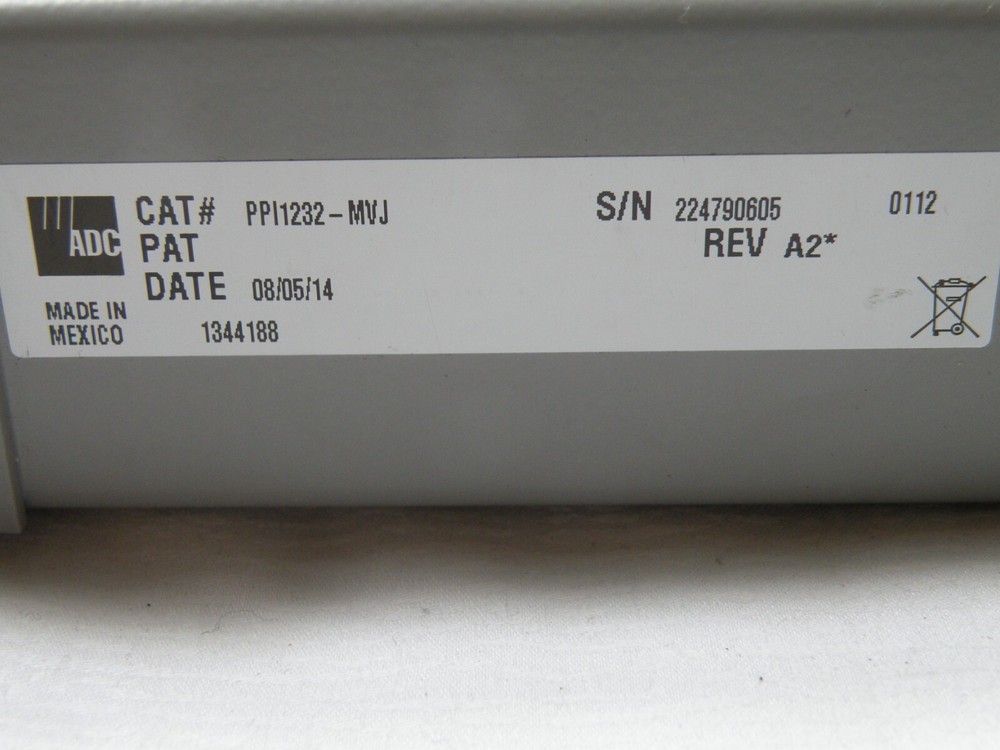 ADC
CAT# PPI1232-MVJ
S/N 224790605 0112
PAT
REV A2*
DATE 08/05/14
MADE IN
MEXICO
1344188